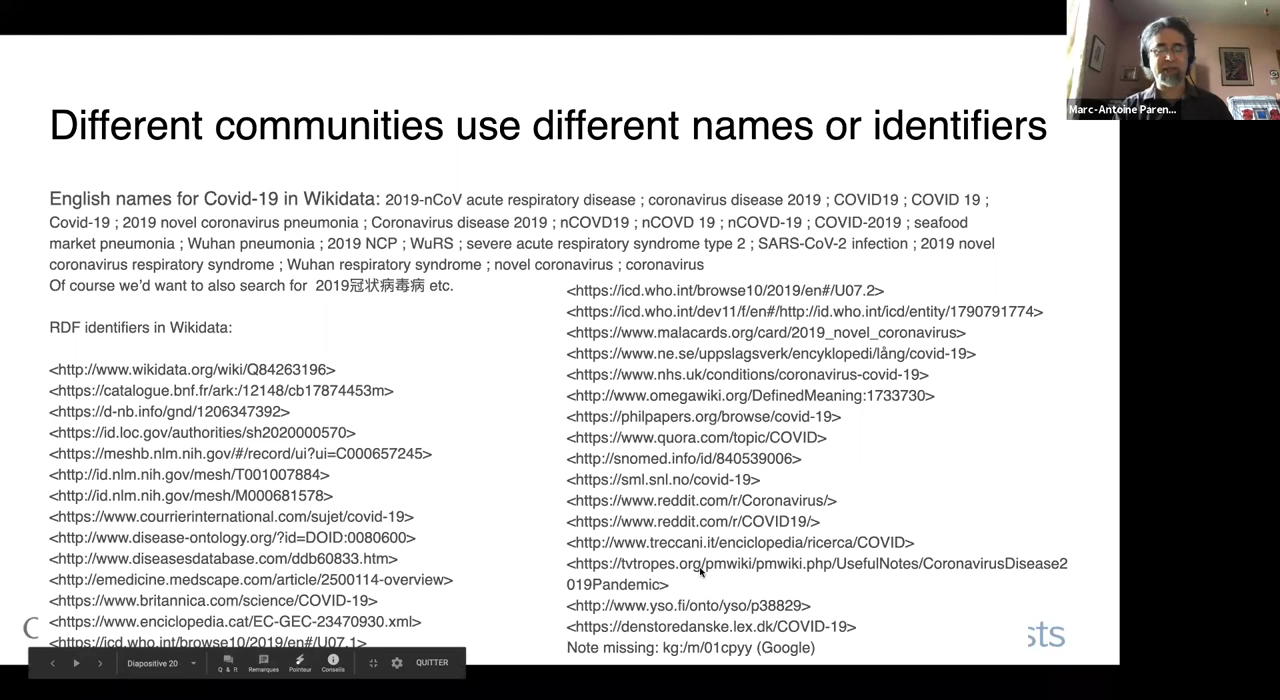 Marc-Antoine Paren...
Different communities use different names or identifiers
English names for Covid-19 in Wikidata: 2019-nCoV acute respiratory disease ; coronavirus disease 2019 ; COVID19 ; COVID 19 ;
Covid-19 ; 2019 novel coronavirus pneumonia ; Coronavirus disease 2019 ; nCOVD19 ; nCOVD 19 ; nCOVD-19 ; COVID-2019 ; seafood
market pneumonia ; Wuhan pneumonia ; 2019 NCP ; WuRS ; severe acute respiratory syndrome type 2 ; SARS-CoV-2 infection ; 2019 novel
coronavirus respiratory syndrome ; Wuhan respiratory syndrome ; novel coronavirus ; coronavirus
Of course we'd want to also search for 2019冠状病毒病 etc.
RDF identifiers in Wikidata:
<http://www.wikidata.org/wiki/Q84263196>
<https://catalogue.bnf.fr/ark:/12148/cb17874453m>
<https://d-nb.info/gnd/1206347392>
<https://id.loc.gov/authorities/sh2020000570>
<https://meshb.nlm.nih.gov/#/record/ui?ui=C000657245>
<http://id.nlm.nih.gov/mesh/T001007884>
<http://id.nlm.nih.gov/mesh/M000681578>
<https://www.courrierinternational.com/sujet/covid-19>
<http://www.disease-ontology.org/?id=DOID:0080600>
<http://www.diseasesdatabase.com/ddb60833.htm>
<http://emedicine.medscape.com/article/2500114-overview>
<https://www.britannica.com/science/COVID-19>
<https://www.enciclopedia.cat/EC-GEC-23470930.xml>
<https://icd.who.int/browse10/2019/en#/U07.1>
<https://icd.who.int/browse10/2019/en#/U07.2>
<https://icd.who.int/dev11/f/en#/http://id.who.int/icd/entity/1790791774>
<https://www.malacards.org/card/2019_novel_coronavirus>
<https://www.ne.se/uppslagsverk/encyklopedi/lång/covid-19>
<https://www.nhs.uk/conditions/coronavirus-covid-19>
<http://www.omegawiki.org/DefinedMeaning:1733730>
<https://philpapers.org/browse/covid-19>
<https://www.quora.com/topic/COVID>
<http://snomed.info/id/840539006>
<https://sml.snl.no/covid-19>
<https://www.reddit.com/r/Coronavirus/>
<https://www.reddit.com/r/COVID19/>
<http://www.treccani.it/enciclopedia/ricerca/COVID>
<https://tvtropes.org/pmwiki/pmwiki.php/UsefulNotes/CoronavirusDisease2
019Pandemic>
<http://www.yso.fi/onto/yso/p38829>
<https://denstoredanske.lex.dk/COVID-19>
Note missing: kg:/m/01cpyy (Google)
C
sts
Diapositive 20
Q & R
Remarques
Pointeur
Conseils
QUITTER